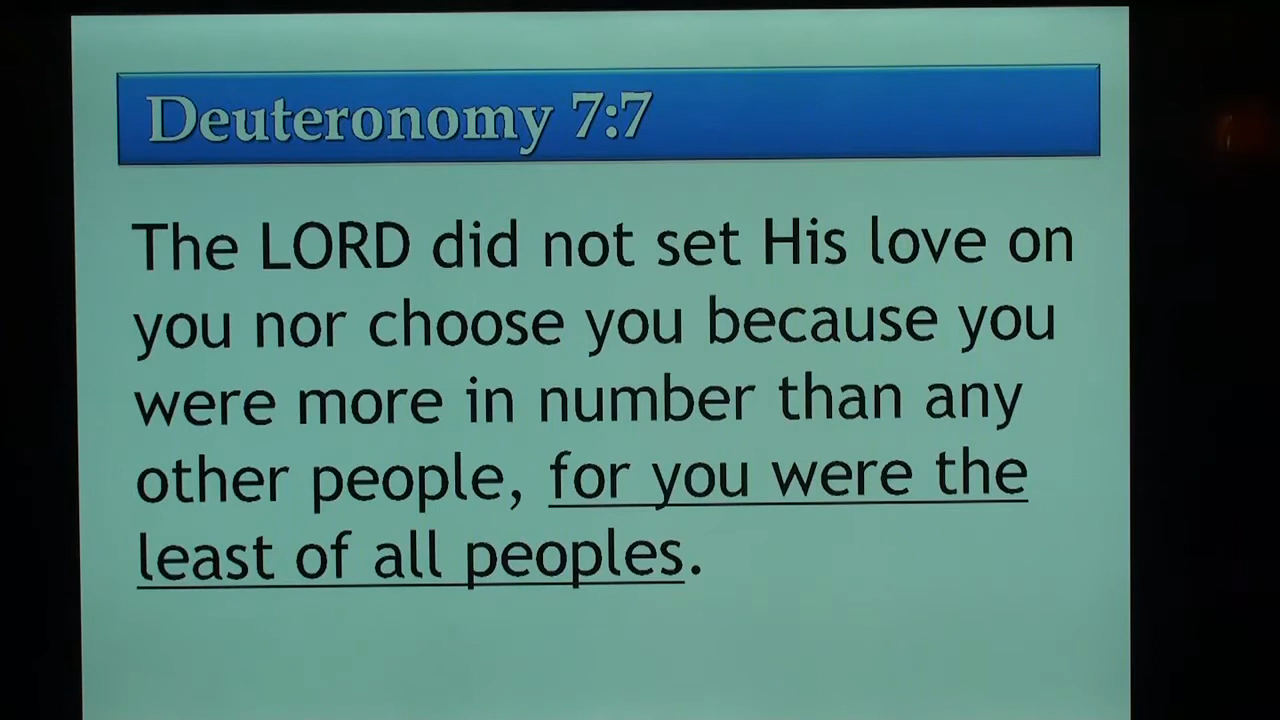 Deuteronomy 7:7
The LORD did not set His love on
you nor choose you because you
were more in number than any
other people, for you were the
least of all peoples.